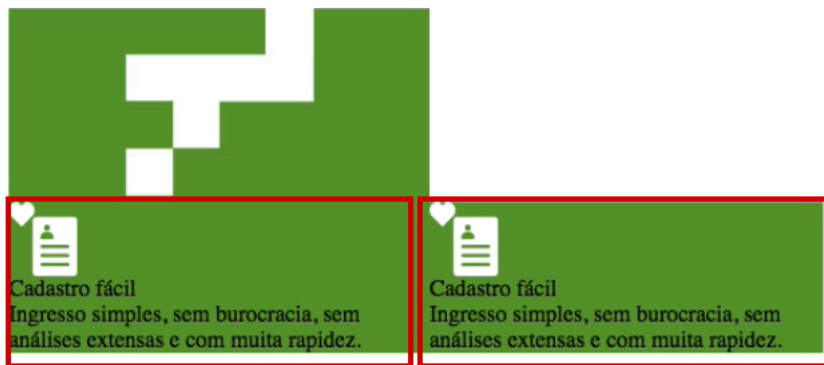 Cadastro fácil
Ingresso simples, sem burocracia, sem
análises extensas e com muita rapidez.
Cadastro fácil
Ingresso simples, sem burocracia, sem
análises extensas e com muita rapidez.